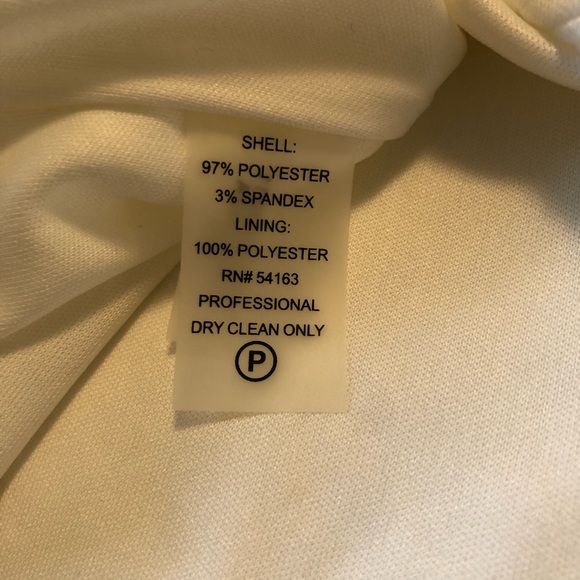 SHELL:
97% POLYESTER
3% SPANDEX
LINING:
100% POLYESTER
RN# 54163
PROFESSIONAL
DRY CLEAN ONLY
P